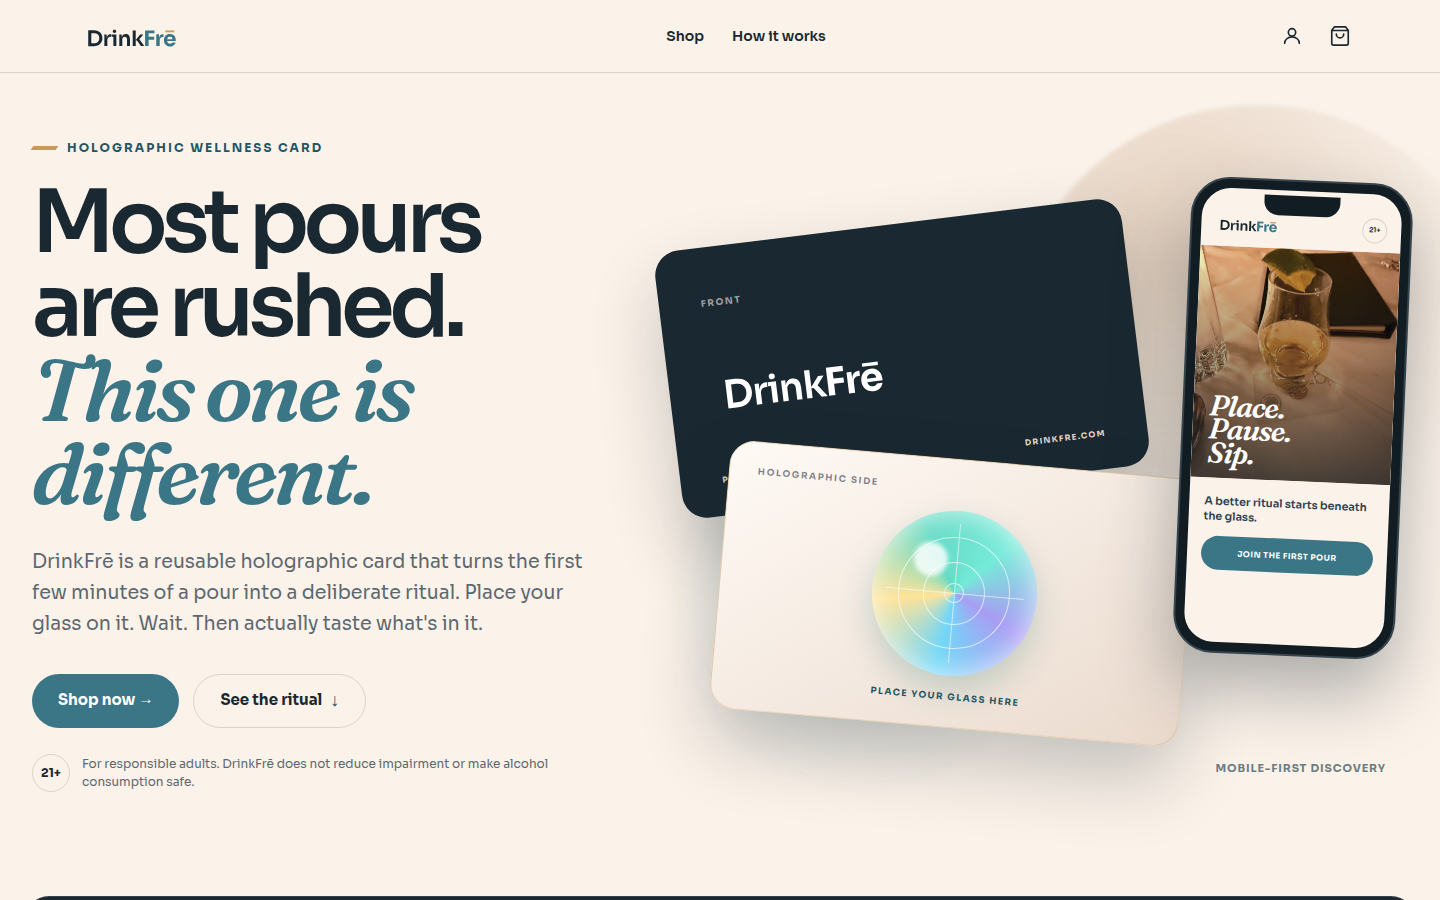 DrinkFrē
Shop
How it works
HOLOGRAPHIC WELLNESS CARD
Most pours
are rushed.
This one is
different.
DrinkFrē is a reusable holographic card that turns the first
few minutes of a pour into a deliberate ritual. Place your
glass on it. Wait. Then actually taste what's in it.
Shop now →
See the ritual ↓
21+
For responsible adults. DrinkFrē does not reduce impairment or make alcohol
consumption safe.
FRONT
DrinkFrē
DRINKFRE.COM
HOLOGRAPHIC SIDE
PLACE YOUR GLASS HERE
DrinkFrē
21+
Place.
Pause.
Sip.
A better ritual starts beneath
the glass.
JOIN THE FIRST POUR
MOBILE-FIRST DISCOVERY